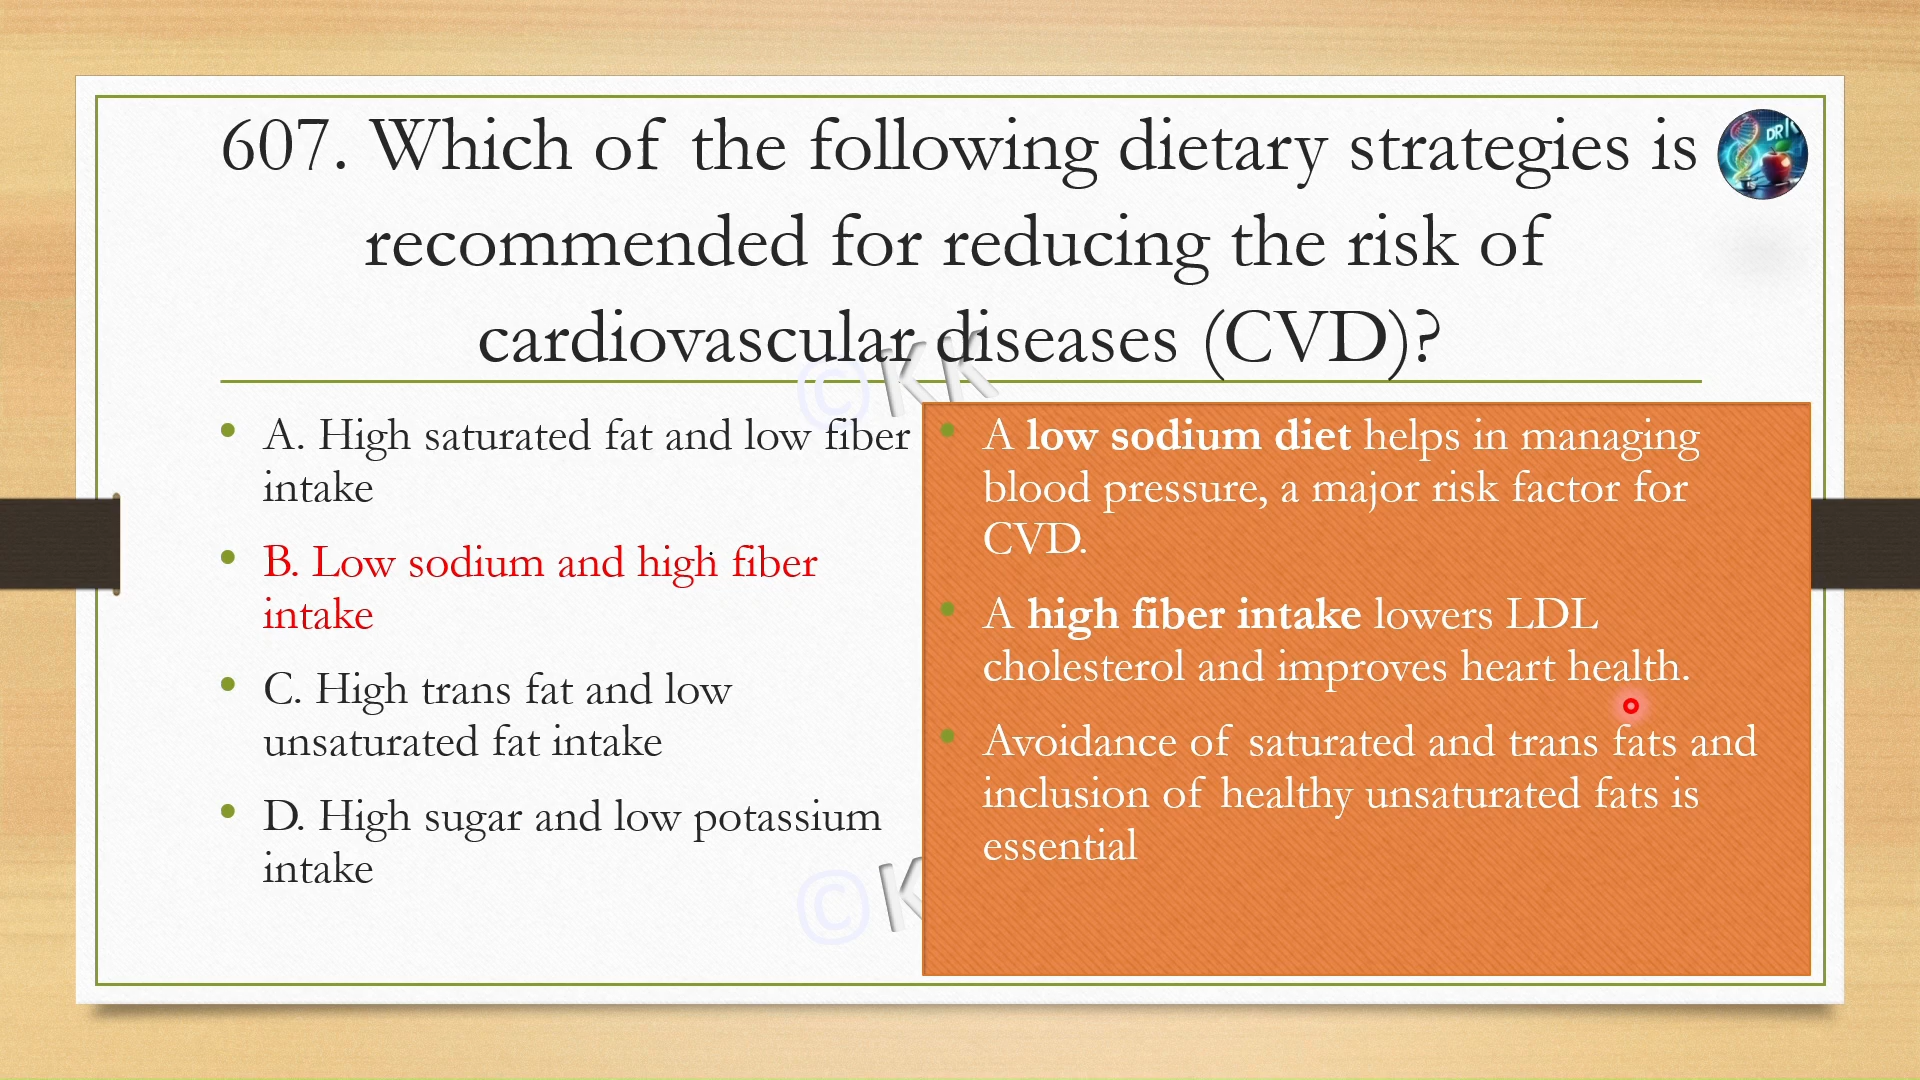 607. Which of the following dietary strategies is
recommended for reducing the risk of
cardiovascular diseases (CVD)?
DR
©KK
• A. High saturated fat and low fiber
intake
• B. Low sodium and high fiber
intake
• C. High trans fat and low
unsaturated fat intake
• D. High sugar and low potassium
intake
©K
• A low sodium diet helps in managing
blood pressure, a major risk factor for
CVD.
• A high fiber intake lowers LDL
cholesterol and improves heart health.
• Avoidance of saturated and trans fats and
inclusion of healthy unsaturated fats is
essential